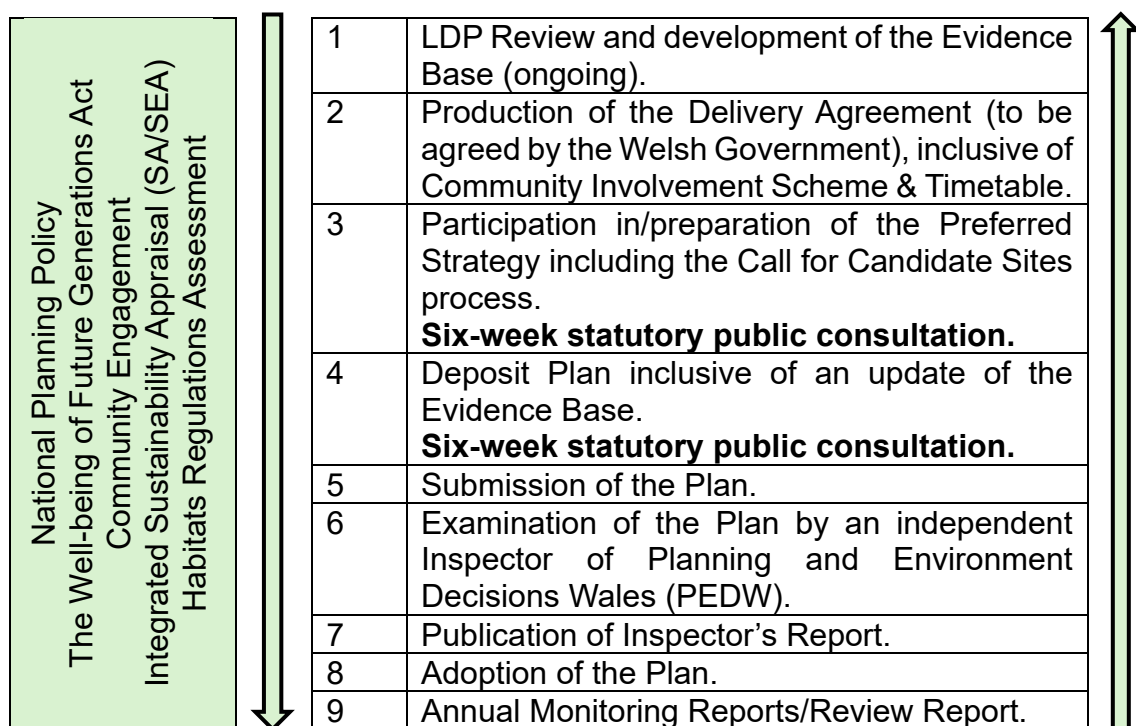 National Planning Policy
The Well-being of Future Generations Act
Community Engagement
Integrated Sustainability Appraisal (SA/SEA)
Habitats Regulations Assessment
1 LDP Review and development of the Evidence
Base (ongoing).
2 Production of the Delivery Agreement (to be
agreed by the Welsh Government), inclusive of
Community Involvement Scheme & Timetable.
3 Participation in/preparation of the Preferred
Strategy including the Call for Candidate Sites
process.
Six-week statutory public consultation.
4 Deposit Plan inclusive of an update of the
Evidence Base.
Six-week statutory public consultation.
5 Submission of the Plan.
6 Examination of the Plan by an independent
Inspector of Planning and Environment
Decisions Wales (PEDW).
7 Publication of Inspector’s Report.
8 Adoption of the Plan.
9 Annual Monitoring Reports/Review Report.